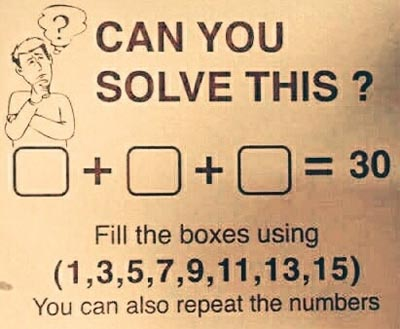 ?
CAN YOU
SOLVE THIS ?
□ + □ + □ = 30
Fill the boxes using
(1,3,5,7,9,11,13,15)
You can also repeat the numbers